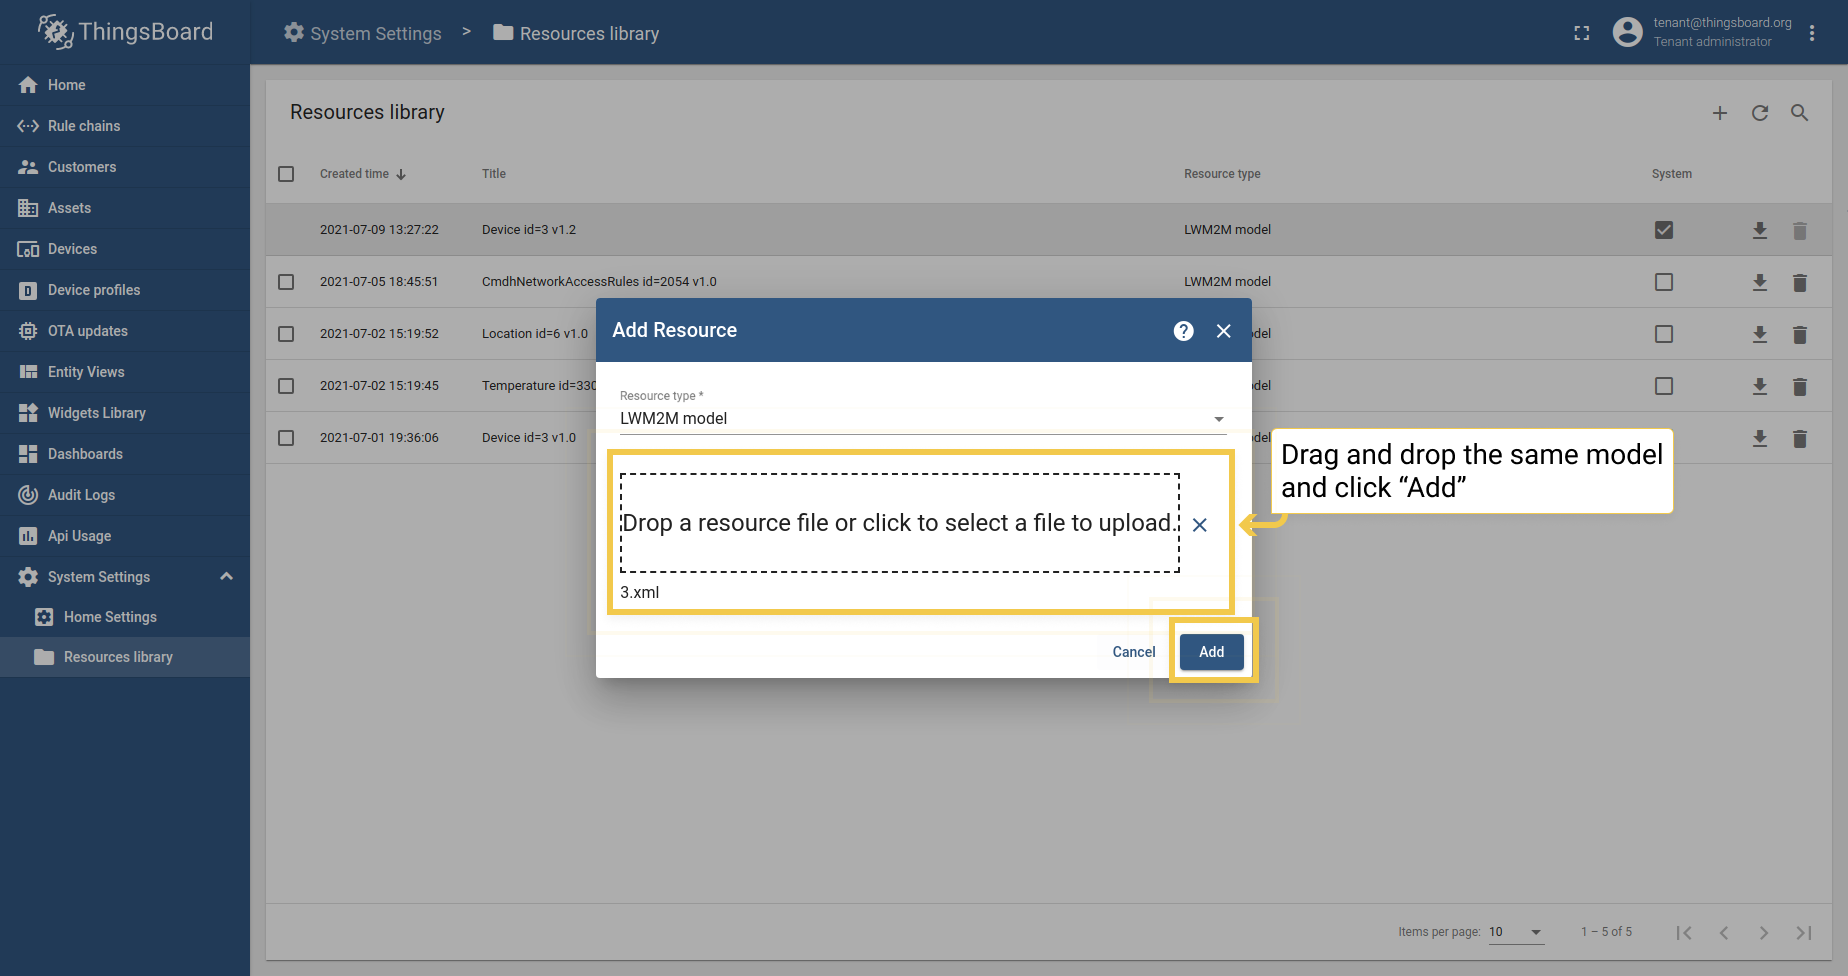 ThingsBoard
System Settings > Resources library
tenant@thingsboard.org
Tenant administrator
Home
Rule chains
Customers
Assets
Devices
Device profiles
OTA updates
Entity Views
Widgets Library
Dashboards
Audit Logs
Api Usage
System Settings
Home Settings
Resources library
Resources library
Created time Title Resource type System
2021-07-09 13:27:22 Device id=3 v1.2 LWM2M model
2021-07-05 18:45:51 CmdhNetworkAccessRules id=2054 v1.0 LWM2M model
2021-07-02 15:19:52 Location id=6 v1.0 del
2021-07-02 15:19:45 Temperature id=330 del
2021-07-01 19:36:06 Device id=3 v1.0 del
Add Resource
Resource type *
LWM2M model
Drop a resource file or click to select a file to upload.
3.xml
Cancel Add
Drag and drop the same model
and click “Add”
Items per page: 10 1 – 5 of 5